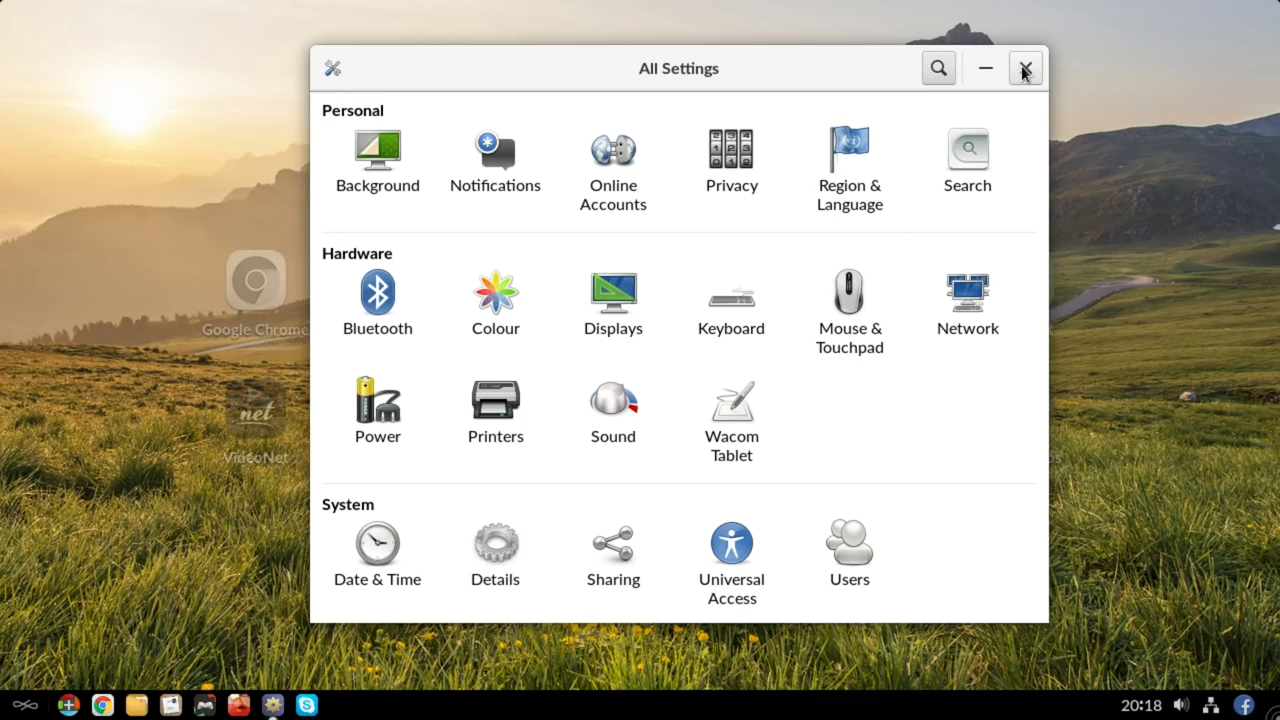 All Settings
Personal
Background
Notifications
Online
Accounts
Privacy
Region &
Language
Search
Hardware
Bluetooth
Colour
Displays
Keyboard
Mouse &
Touchpad
Network
Power
Printers
Sound
Wacom
Tablet
System
Date & Time
Details
Sharing
Universal
Access
Users
Google Chrome
net
VideoNet
20:18